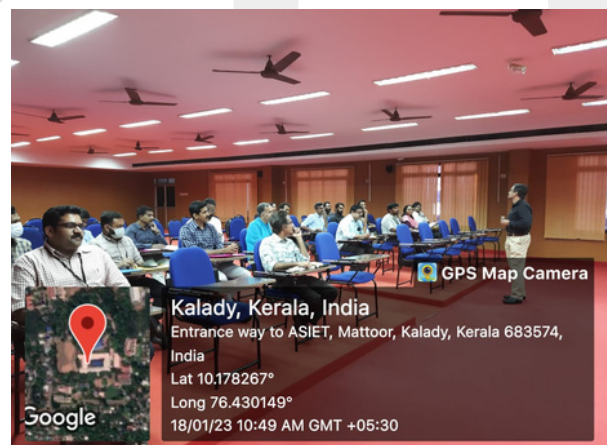 GPS Map Camera
Kalady, Kerala, India
Entrance way to ASIET, Mattoor, Kalady, Kerala 683574,
India
Lat 10.178267°
Long 76.430149°
18/01/23 10:49 AM GMT +05:30
Google